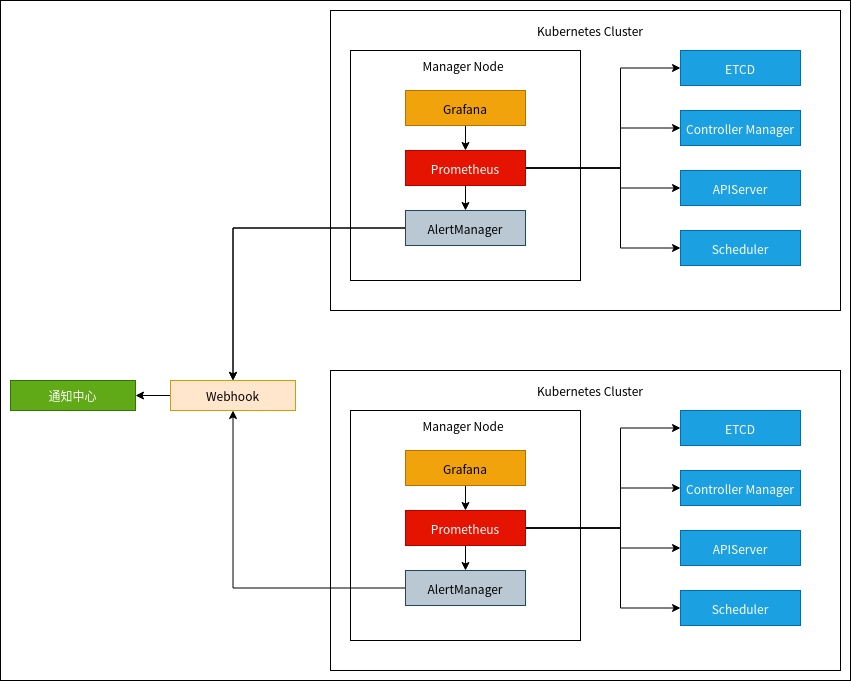 Kubernetes Cluster
Manager Node
Grafana
Prometheus
AlertManager
ETCD
Controller Manager
APIServer
Scheduler
通知中心
Webhook
Kubernetes Cluster
Manager Node
Grafana
Prometheus
AlertManager
ETCD
Controller Manager
APIServer
Scheduler